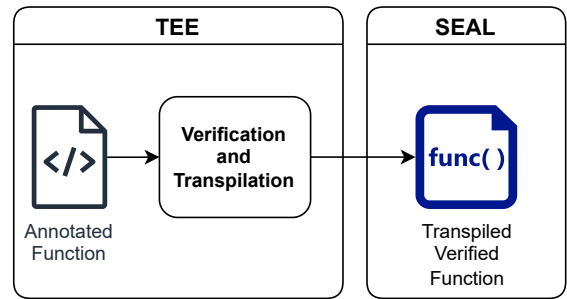 TEE
SEAL
</>
Verification
and
Transpilation
func( )
Annotated
Function
Transpiled
Verified
Function